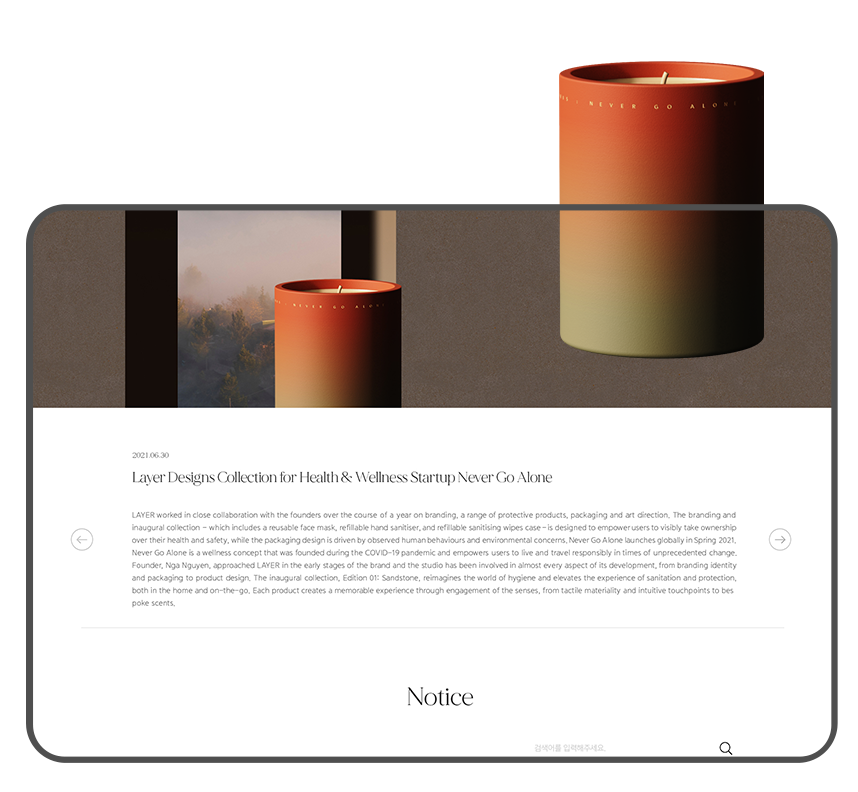 NEVER GO ALONE
NEVER GO ALONE
2021.06.30
Layer Designs Collection for Health & Wellness Startup Never Go Alone
LAYER worked in close collaboration with the founders over the course of a year on branding, a range of protective products, packaging and art direction. The branding and
inaugural collection - which includes a reusable face mask, refillable hand sanitiser, and refillable sanitising wipes case - is designed to empower users to visibly take ownership
over their health and safety, while the packaging design is driven by observed human behaviours and environmental concerns. Never Go Alone launches globally in Spring 2021.
Never Go Alone is a wellness concept that was founded during the COVID-19 pandemic and empowers users to live and travel responsibly in times of unprecedented change.
Founder, Nga Nguyen, approached LAYER in the early stages of the brand and the studio has been involved in almost every aspect of its development, from branding identity
and packaging to product design. The inaugural collection, Edition 01: Sandstone, reimagines the world of hygiene and elevates the experience of sanitation and protection,
both in the home and on-the-go. Each product creates a memorable experience through engagement of the senses, from tactile materiality and intuitive touchpoints to bes
poke scents.
Notice
검색어를 입력해주세요.